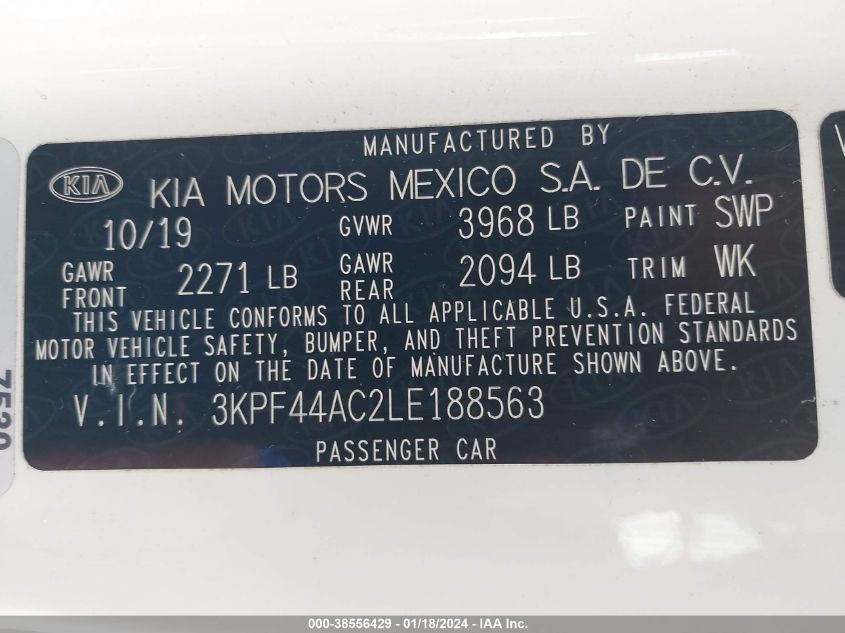 MANUFACTURED BY
KIA KIA MOTORS MEXICO S.A. DE C.V.
10/19 GVWR 3968 LB PAINT SWP
GAWR FRONT 2271 LB GAWR REAR 2094 LB TRIM WK
THIS VEHICLE CONFORMS TO ALL APPLICABLE U.S.A. FEDERAL
MOTOR VEHICLE SAFETY, BUMPER, AND THEFT PREVENTION STANDARDS
IN EFFECT ON THE DATE OF MANUFACTURE SHOWN ABOVE.
V.I.N. 3KPF44AC2LE188563
PASSENGER CAR
000-38556429 - 01/18/2024 - IAA Inc.